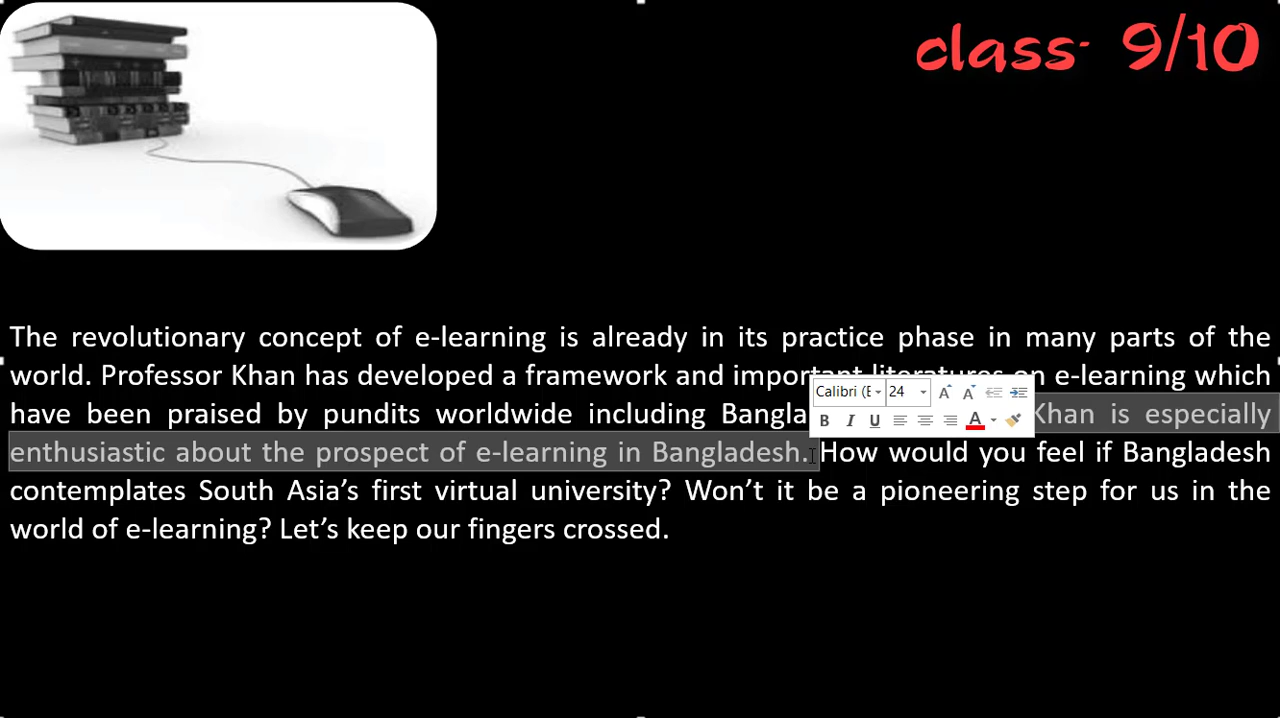 class- 9/10
The revolutionary concept of e-learning is already in its practice phase in many parts of the
world. Professor Khan has developed a framework and important literatures on e-learning which
have been praised by pundits worldwide including Bangla Khan is especially
enthusiastic about the prospect of e-learning in Bangladesh. How would you feel if Bangladesh
contemplates South Asia's first virtual university? Won't it be a pioneering step for us in the
world of e-learning? Let's keep our fingers crossed.
Calibri (E 24 A A
B I U A